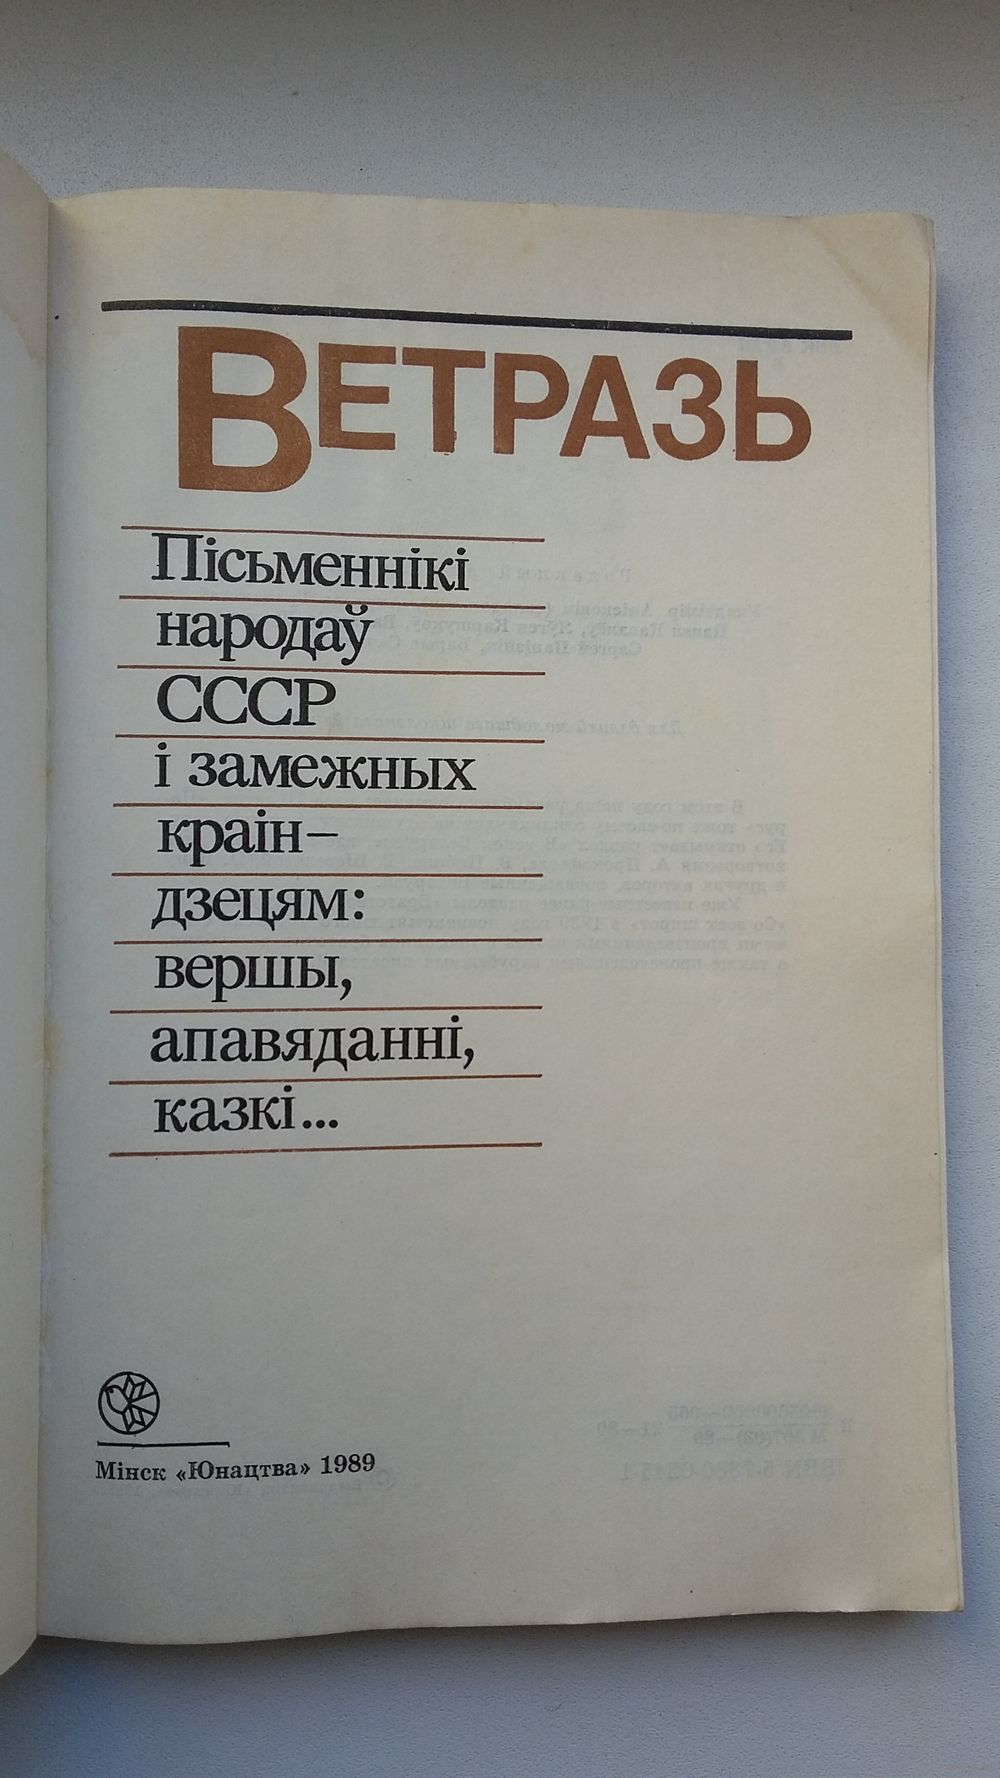 ВЕТРАЗЬ
Пісьменнікі
народаў
СССР
і замежных
краін—
дзецям:
вершы,
апавяданні,
казкі...
Мінск «Юнацтва» 1989